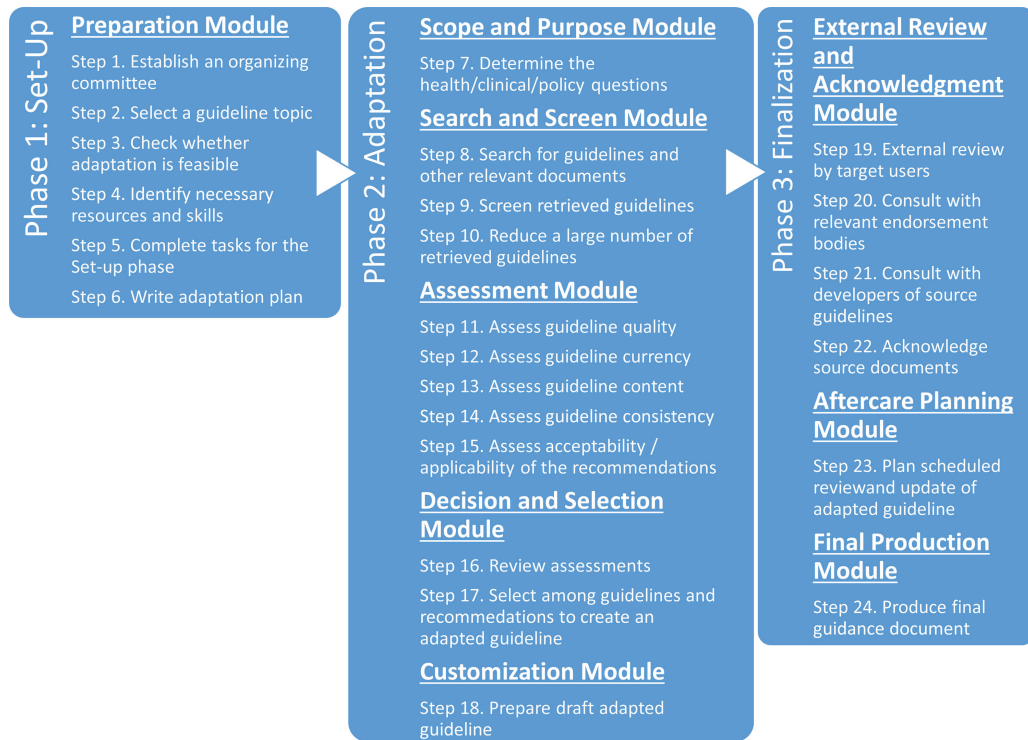 Phase 1: Set-Up
Preparation Module
Step 1. Establish an organizing
committee
Step 2. Select a guideline topic
Step 3. Check whether
adaptation is feasible
Step 4. Identify necessary
resources and skills
Step 5. Complete tasks for the
Set-up phase
Step 6. Write adaptation plan
Phase 2: Adaptation
Scope and Purpose Module
Step 7. Determine the
health/clinical/policy questions
Search and Screen Module
Step 8. Search for guidelines and
other relevant documents
Step 9. Screen retrieved guidelines
Step 10. Reduce a large number of
retrieved guidelines
Assessment Module
Step 11. Assess guideline quality
Step 12. Assess guideline currency
Step 13. Assess guideline content
Step 14. Assess guideline consistency
Step 15. Assess acceptability /
applicability of the recommendations
Decision and Selection
Module
Step 16. Review assessments
Step 17. Select among guidelines and
recommedations to create an
adapted guideline
Customization Module
Step 18. Prepare draft adapted
guideline
Phase 3: Finalization
External Review
and
Acknowledgment
Module
Step 19. External review
by target users
Step 20. Consult with
relevant endorsement
bodies
Step 21. Consult with
developers of source
guidelines
Step 22. Acknowledge
source documents
Aftercare Planning
Module
Step 23. Plan scheduled
reviewand update of
adapted guideline
Final Production
Module
Step 24. Produce final
guidance document